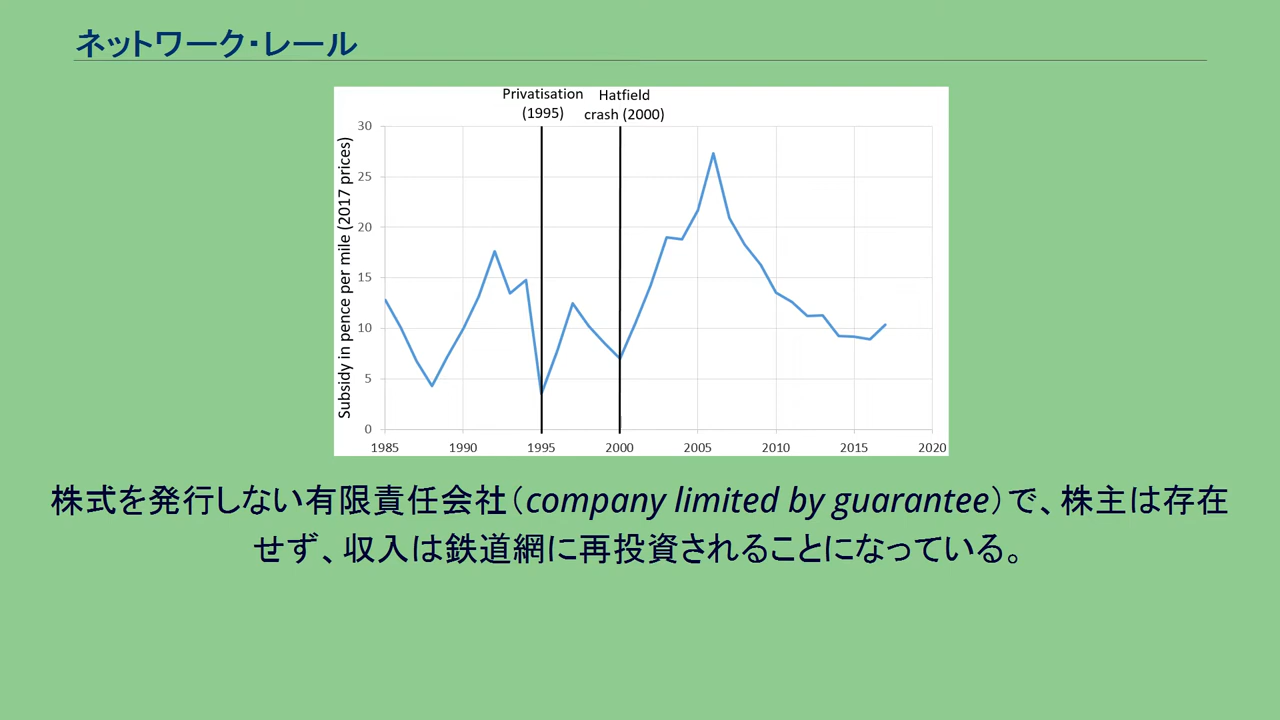 ネットワーク・レール
Privatisation
(1995)
Hatfield
crash (2000)
Subsidy in pence per mile (2017 prices)
30
25
20
15
10
5
0
1985 1990 1995 2000 2005 2010 2015 2020
株式を発行しない有限責任会社（company limited by guarantee）で、株主は存在
せず、収入は鉄道網に再投資されることになっている。